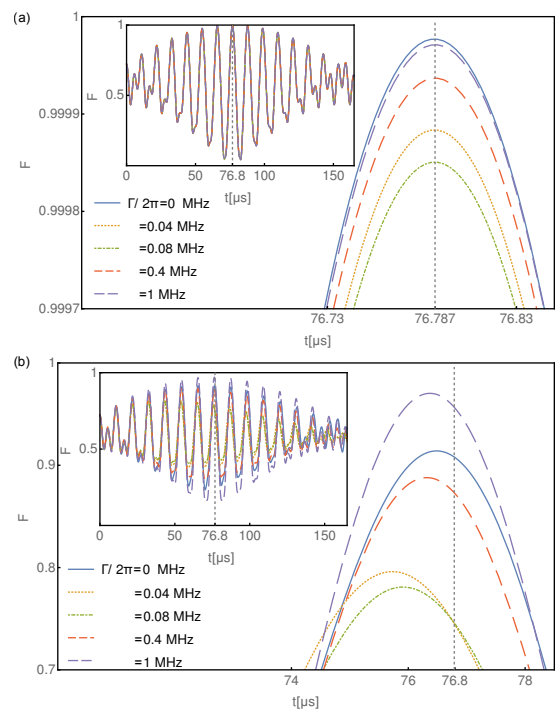 (a)
1
0.9999
0.9998
0.9997
F
1
0.5
F
0
50
76.8
100
150
t[μs]
Γ/ 2π=0 MHz
=0.04 MHz
=0.08 MHz
=0.4 MHz
=1 MHz
76.73
76.787
76.83
t[μs]
(b)
1
0.9
0.8
0.7
F
1
0.5
F
0
50
76.8
100
150
t[μs]
Γ/ 2π=0 MHz
=0.04 MHz
=0.08 MHz
=0.4 MHz
=1 MHz
74
76
76.8
78
t[μs]